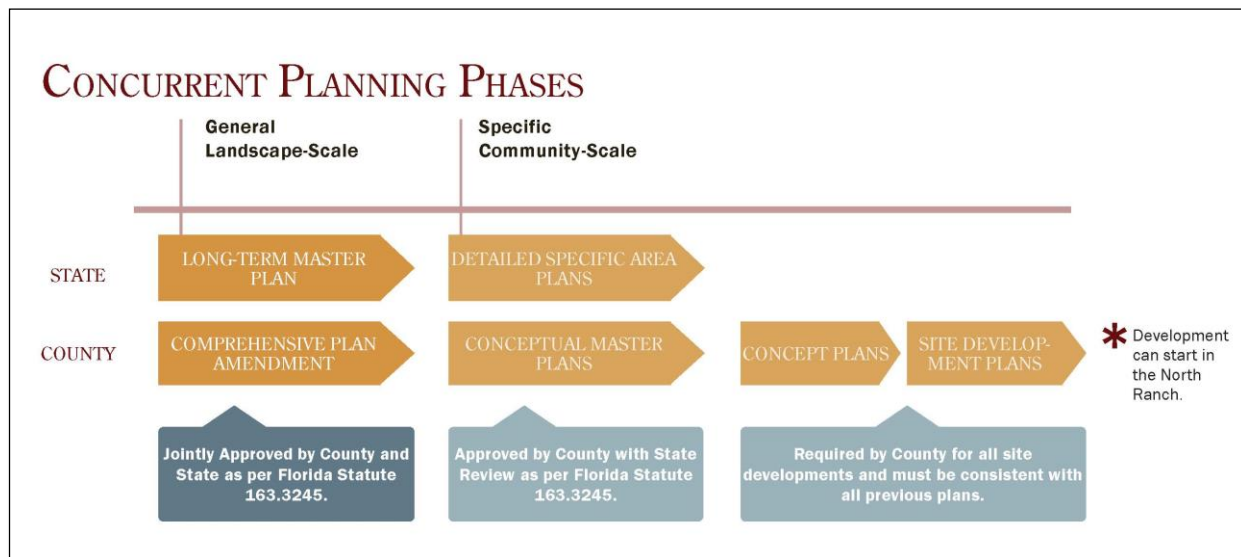 CONCURRENT PLANNING PHASES
General
Landscape-Scale
Specific
Community-Scale
STATE
LONG-TERM MASTER
PLAN
DETAILED SPECIFIC AREA
PLANS
COUNTY
COMPREHENSIVE PLAN
AMENDMENT
CONCEPTUAL MASTER
PLANS
CONCEPT PLANS
SITE DEVELOP-
MENT PLANS
* Development
can start in
the North
Ranch.
Jointly Approved by County and
State as per Florida Statute
163.3245.
Approved by County with State
Review as per Florida Statute
163.3245.
Required by County for all site
developments and must be consistent with
all previous plans.